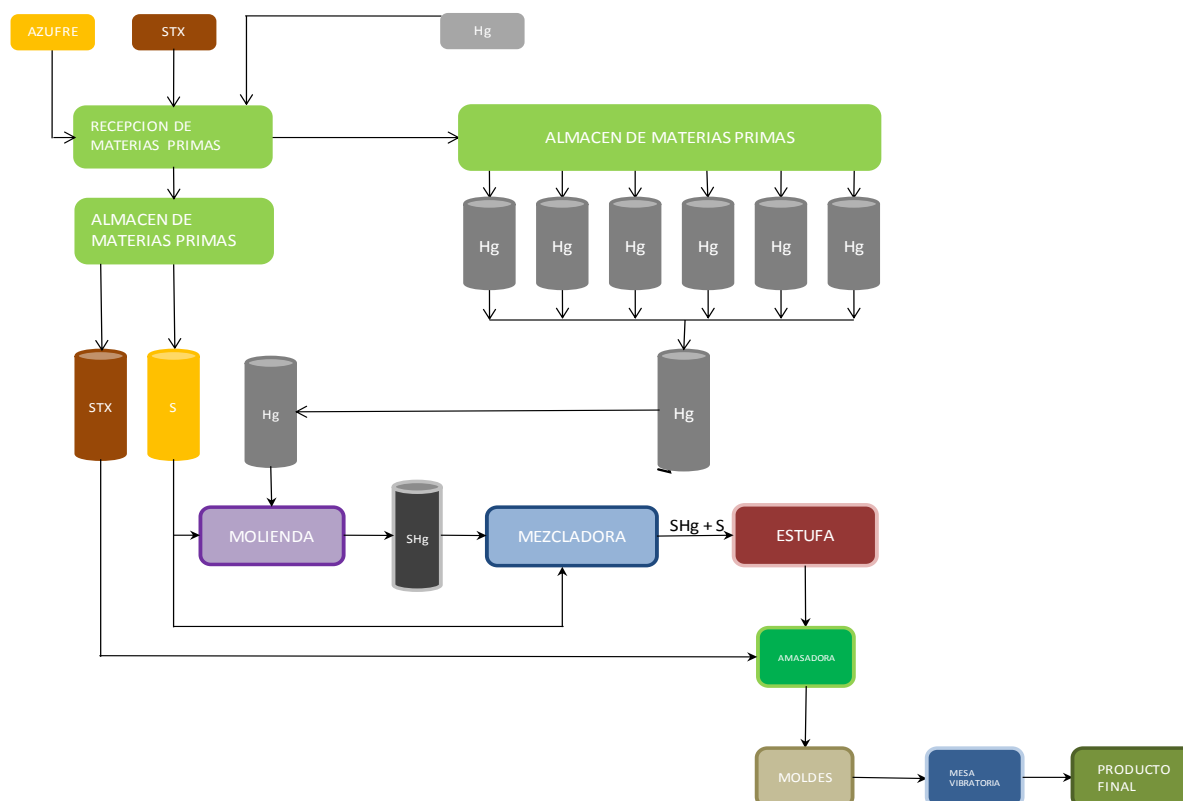 AZUFRE
STX
Hg
RECEPCION DE
MATERIAS PRIMAS
ALMACEN DE MATERIAS PRIMAS
ALMACEN DE
MATERIAS PRIMAS
Hg
Hg
Hg
Hg
Hg
Hg
STX
S
Hg
Hg
MOLIENDA
SHg
MEZCLADORA
SHg + S
ESTUFA
AMASADORA
MOLDES
MESA
VIBRATORIA
PRODUCTO
FINAL